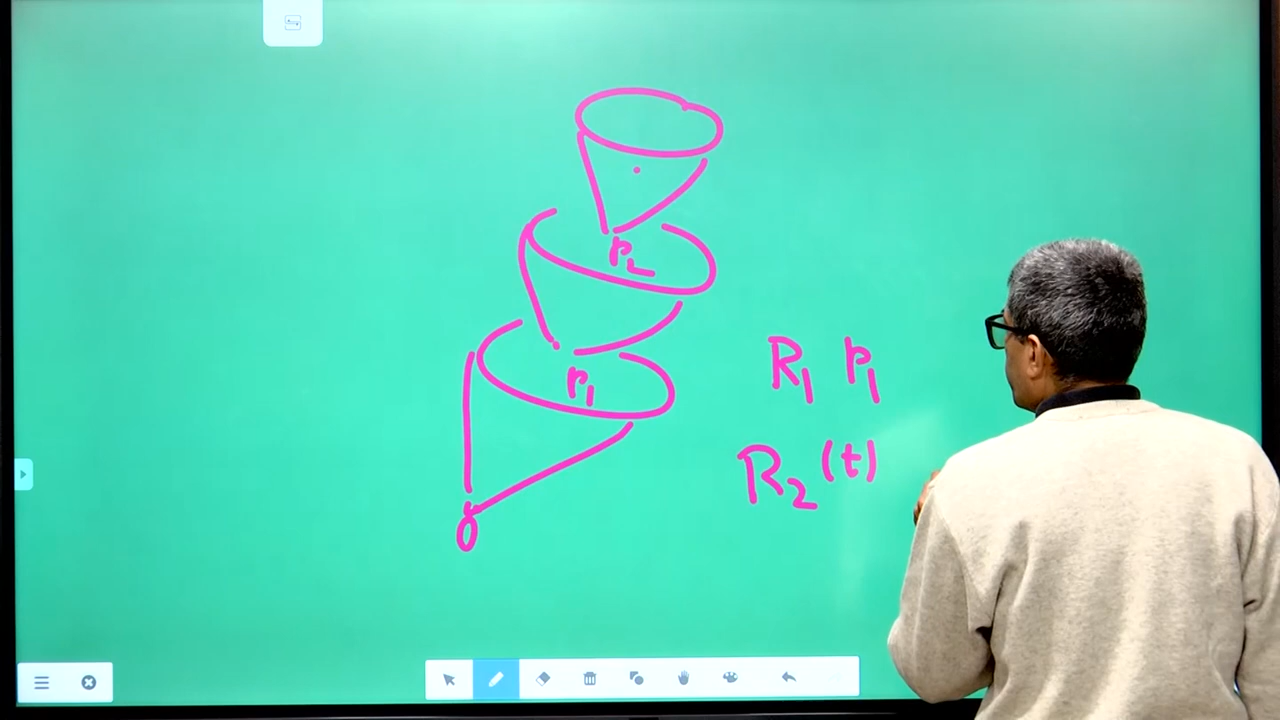 p₂
p₁
R₁ p₁
R₂(t)
0